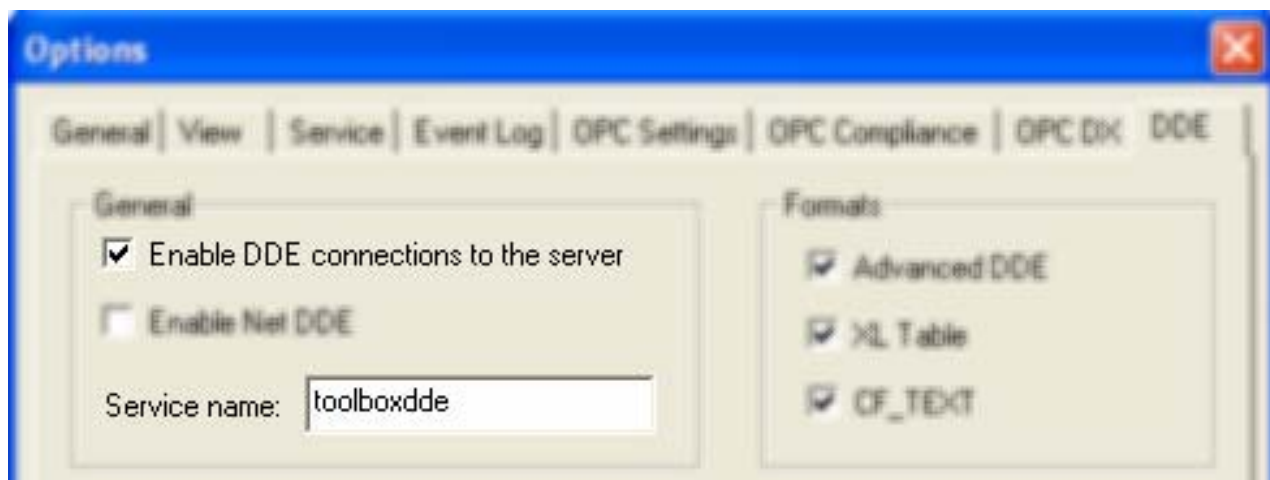 Options
General View Service Event Log OPC Settings OPC Compliance OPC DX DDE
General
Enable DDE connections to the server
Enable Net DDE
Service name: toolboxdde
Formats
Advanced DDE
XL Table
CF_TEXT